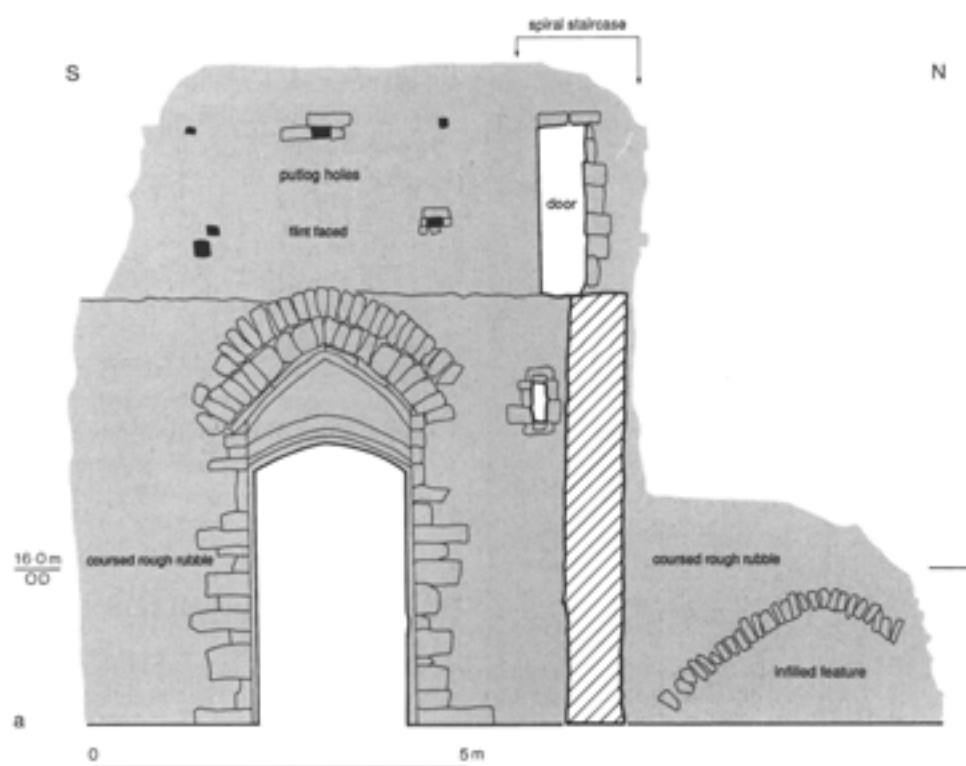 spiral staircase
S
N
putlog holes
door
flint faced
16·0 m
OD
coursed rough rubble
coursed rough rubble
infilled feature
a
0
5 m